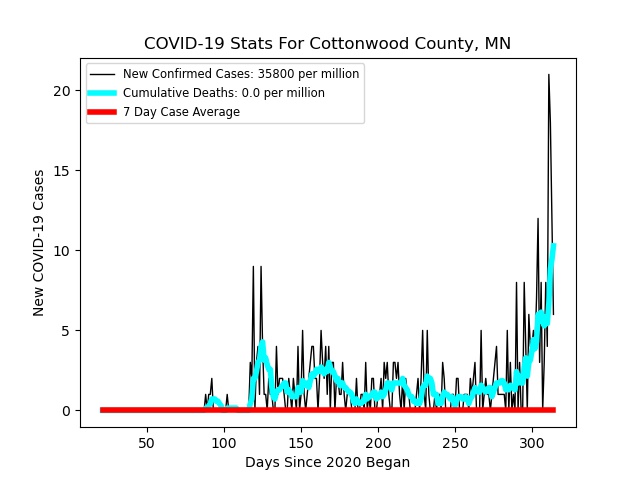 COVID-19 Stats For Cottonwood County, MN
New Confirmed Cases: 35800 per million
Cumulative Deaths: 0.0 per million
7 Day Case Average
New COVID-19 Cases
20
15
10
5
0
50 100 150 200 250 300
Days Since 2020 Began